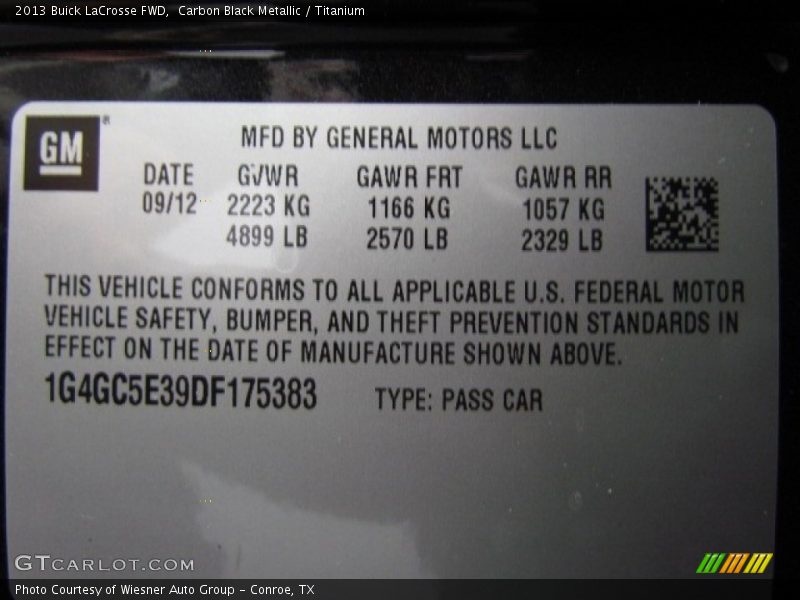 2013 Buick LaCrosse FWD,  Carbon Black Metallic / Titanium
GM®
MFD BY GENERAL MOTORS LLC
DATE GVWR GAWR FRT GAWR RR
09/12 2223 KG 1166 KG 1057 KG
4899 LB 2570 LB 2329 LB
THIS VEHICLE CONFORMS TO ALL APPLICABLE U.S. FEDERAL MOTOR
VEHICLE SAFETY, BUMPER, AND THEFT PREVENTION STANDARDS IN
EFFECT ON THE DATE OF MANUFACTURE SHOWN ABOVE.
1G4GC5E39DF175383 TYPE: PASS CAR
GTCARLOT.COM
Photo Courtesy of Wiesner Auto Group - Conroe, TX